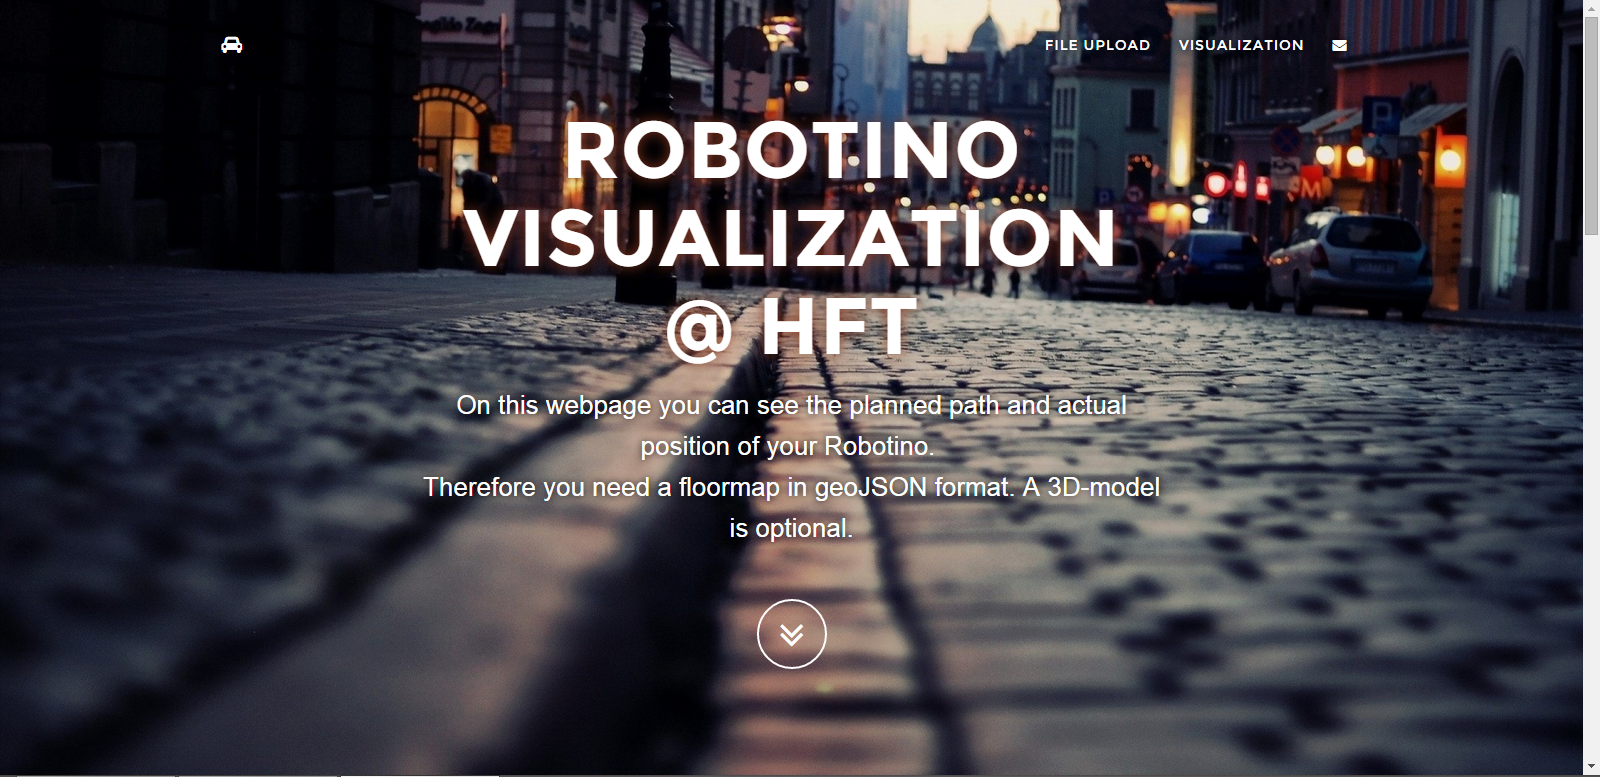 FILE UPLOAD VISUALIZATION
ROBOTINO
VISUALIZATION
@ HFT
On this webpage you can see the planned path and actual
position of your Robotino.
Therefore you need a floormap in geoJSON format. A 3D-model
is optional.
P
M